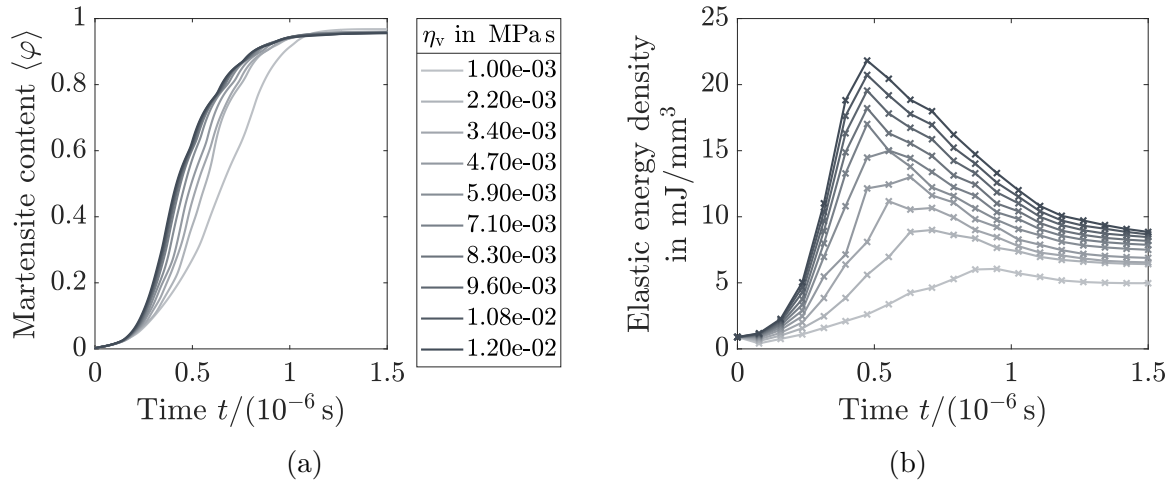 Martensite content ⟨φ⟩
1
0.8
0.6
0.4
0.2
0
0 0.5 1 1.5
Time t/(10⁻⁶ s)
(a)
ηᵥ in MPa s
1.00e-03
2.20e-03
3.40e-03
4.70e-03
5.90e-03
7.10e-03
8.30e-03
9.60e-03
1.08e-02
1.20e-02
Elastic energy density
in mJ/mm³
25
20
15
10
5
0
0 0.5 1 1.5
Time t/(10⁻⁶ s)
(b)